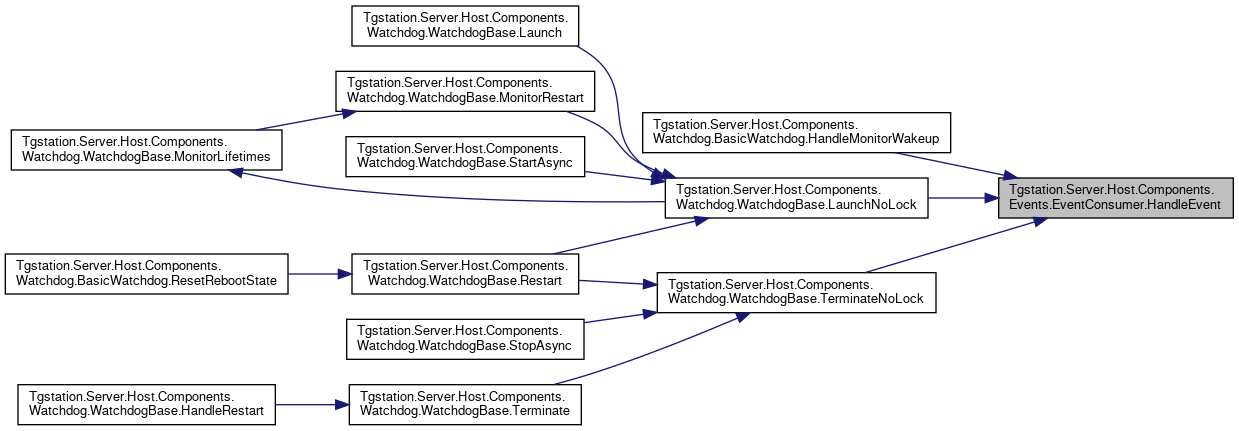 Tgstation.Server.Host.Components.
Watchdog.WatchdogBase.Launch
Tgstation.Server.Host.Components.
Watchdog.WatchdogBase.MonitorRestart
Tgstation.Server.Host.Components.
Watchdog.BasicWatchdog.HandleMonitorWakeup
Tgstation.Server.Host.Components.
Watchdog.WatchdogBase.MonitorLifetimes
Tgstation.Server.Host.Components.
Watchdog.WatchdogBase.StartAsync
Tgstation.Server.Host.Components.
Watchdog.WatchdogBase.LaunchNoLock
Tgstation.Server.Host.Components.
Events.EventConsumer.HandleEvent
Tgstation.Server.Host.Components.
Watchdog.BasicWatchdog.ResetRebootState
Tgstation.Server.Host.Components.
Watchdog.WatchdogBase.Restart
Tgstation.Server.Host.Components.
Watchdog.WatchdogBase.TerminateNoLock
Tgstation.Server.Host.Components.
Watchdog.WatchdogBase.StopAsync
Tgstation.Server.Host.Components.
Watchdog.WatchdogBase.HandleRestart
Tgstation.Server.Host.Components.
Watchdog.WatchdogBase.Terminate